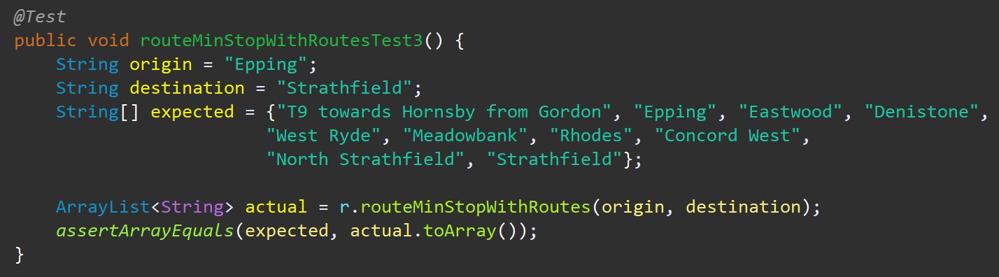 @Test
public void routeMinStopWithRoutesTest3() {
    String origin = "Epping";
    String destination = "Strathfield";
    String[] expected = {"T9 towards Hornsby from Gordon", "Epping", "Eastwood", "Denistone",
                        "West Ryde", "Meadowbank", "Rhodes", "Concord West",
                        "North Strathfield", "Strathfield"};

    ArrayList<String> actual = r.routeMinStopWithRoutes(origin, destination);
    assertArrayEquals(expected, actual.toArray());
}